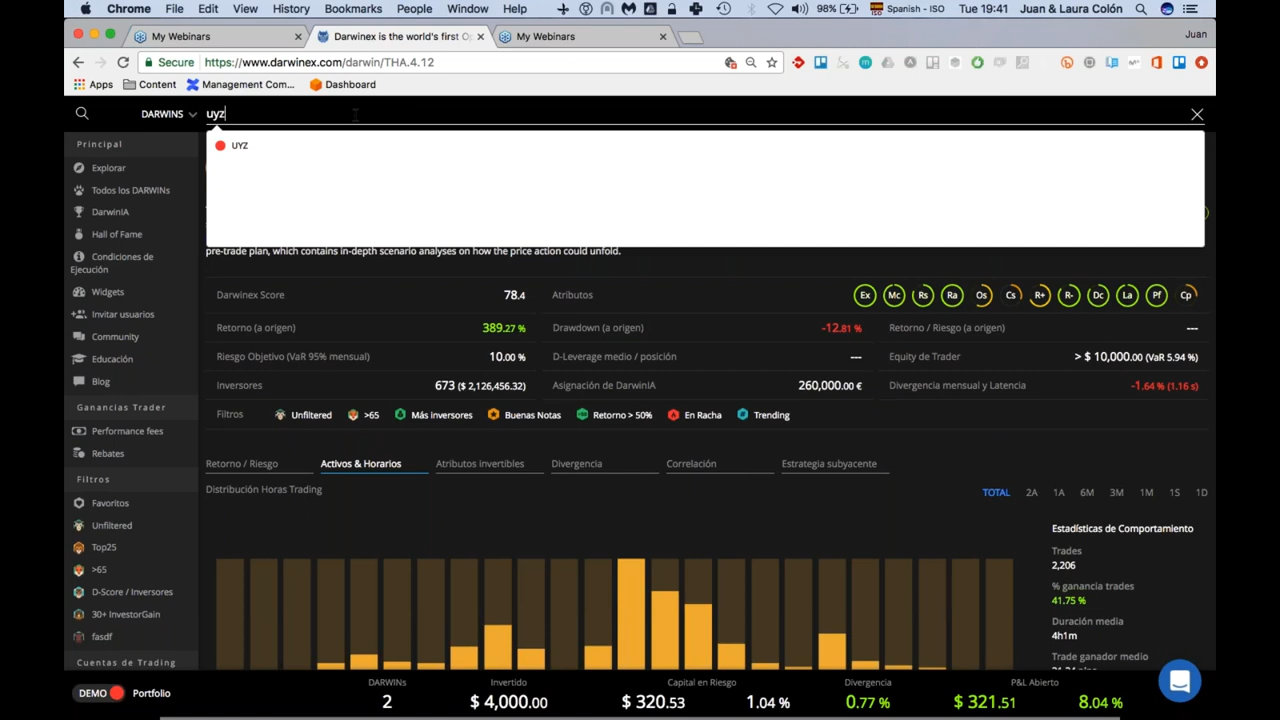 Chrome File Edit View History Bookmarks People Window Help 98% Spanish - ISO Tue 19:41 Juan & Laura Colón
My Webinars Darwinex is the world's first Op My Webinars Juan
Secure https://www.darwinex.com/darwin/THA.4.12
Apps Content Management Com... Dashboard
DARWINS uyz
UYZ
Principal
Explorar
Todos los DARWINs
DarwinIA
Hall of Fame
Condiciones de
Ejecución
Widgets
Invitar usuarios
Community
Educación
Blog
Ganancias Trader
Performance fees
Rebates
Filtros
Favoritos
Unfiltered
Top25
>65
D-Score / Inversores
30+ InvestorGain
fasdf
Cuentas de Trading
pre-trade plan, which contains in-depth scenario analyses on how the price action could unfold.
Darwinex Score 78.4 Atributos Ex Mc Rs Ra Os Cs R+ R- Dc La Pf Cp
Retorno (a origen) 389.27 % Drawdown (a origen) -12.81 % Retorno / Riesgo (a origen) ---
Riesgo Objetivo (VaR 95% mensual) 10.00 % D-Leverage medio / posición --- Equity de Trader > $ 10,000.00 (VaR 5.94 %)
Inversores 673 ($ 2,126,456.32) Asignación de DarwinIA 260,000.00 € Divergencia mensual y Latencia -1.64 % (1.16 s)
Filtros Unfiltered >65 Más inversores Buenas Notas Retorno > 50% En Racha Trending
Retorno / Riesgo Activos & Horarios Atributos invertibles Divergencia Correlación Estrategia subyacente
Distribución Horas Trading TOTAL 2A 1A 6M 3M 1M 1S 1D
Estadísticas de Comportamiento
Trades
2,206
% ganancia trades
41.75 %
Duración media
4h1m
Trade ganador medio
DEMO Portfolio
DARWINs Invertido Capital en Riesgo Divergencia P&L Abierto
2 $ 4,000.00 $ 320.53 1.04 % 0.77 % $ 321.51 8.04 %